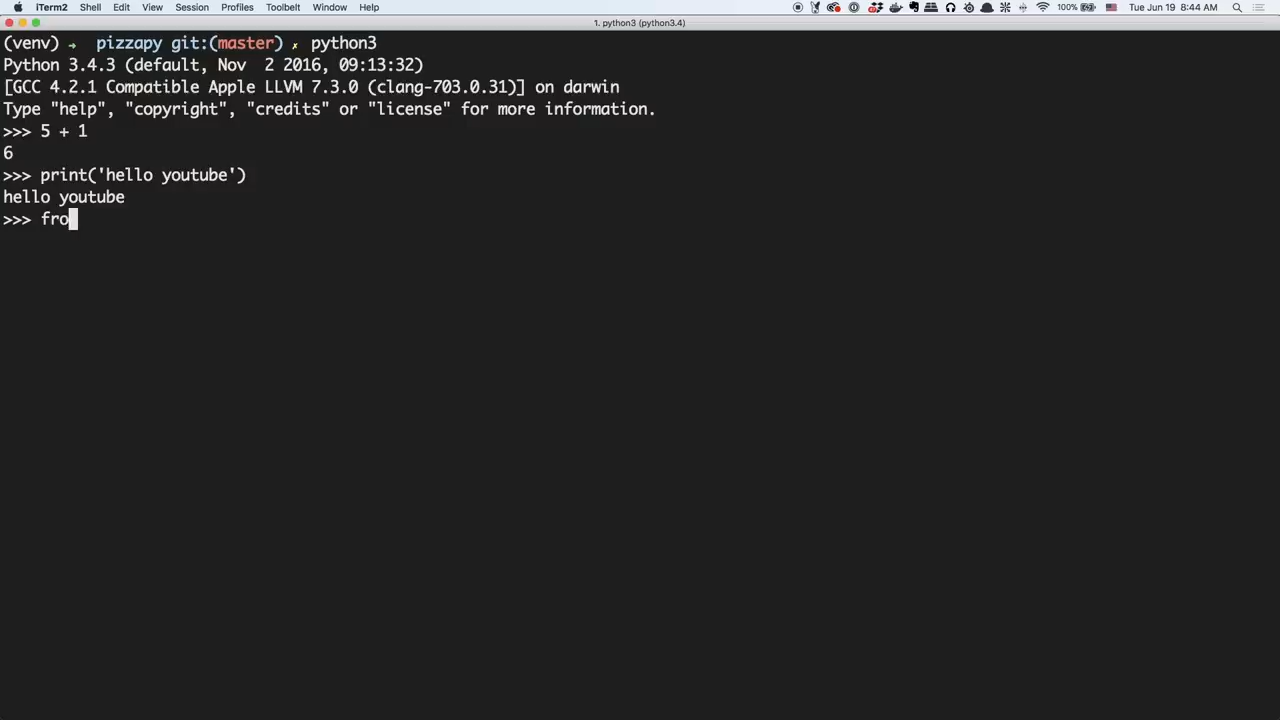 iTerm2 Shell Edit View Session Profiles Toolbelt Window Help 100% Tue Jun 19 8:44 AM
1. python3 (python3.4)
(venv) → pizzapy git:(master) ✗ python3
Python 3.4.3 (default, Nov  2 2016, 09:13:32)
[GCC 4.2.1 Compatible Apple LLVM 7.3.0 (clang-703.0.31)] on darwin
Type "help", "copyright", "credits" or "license" for more information.
>>> 5 + 1
6
>>> print('hello youtube')
hello youtube
>>> fro